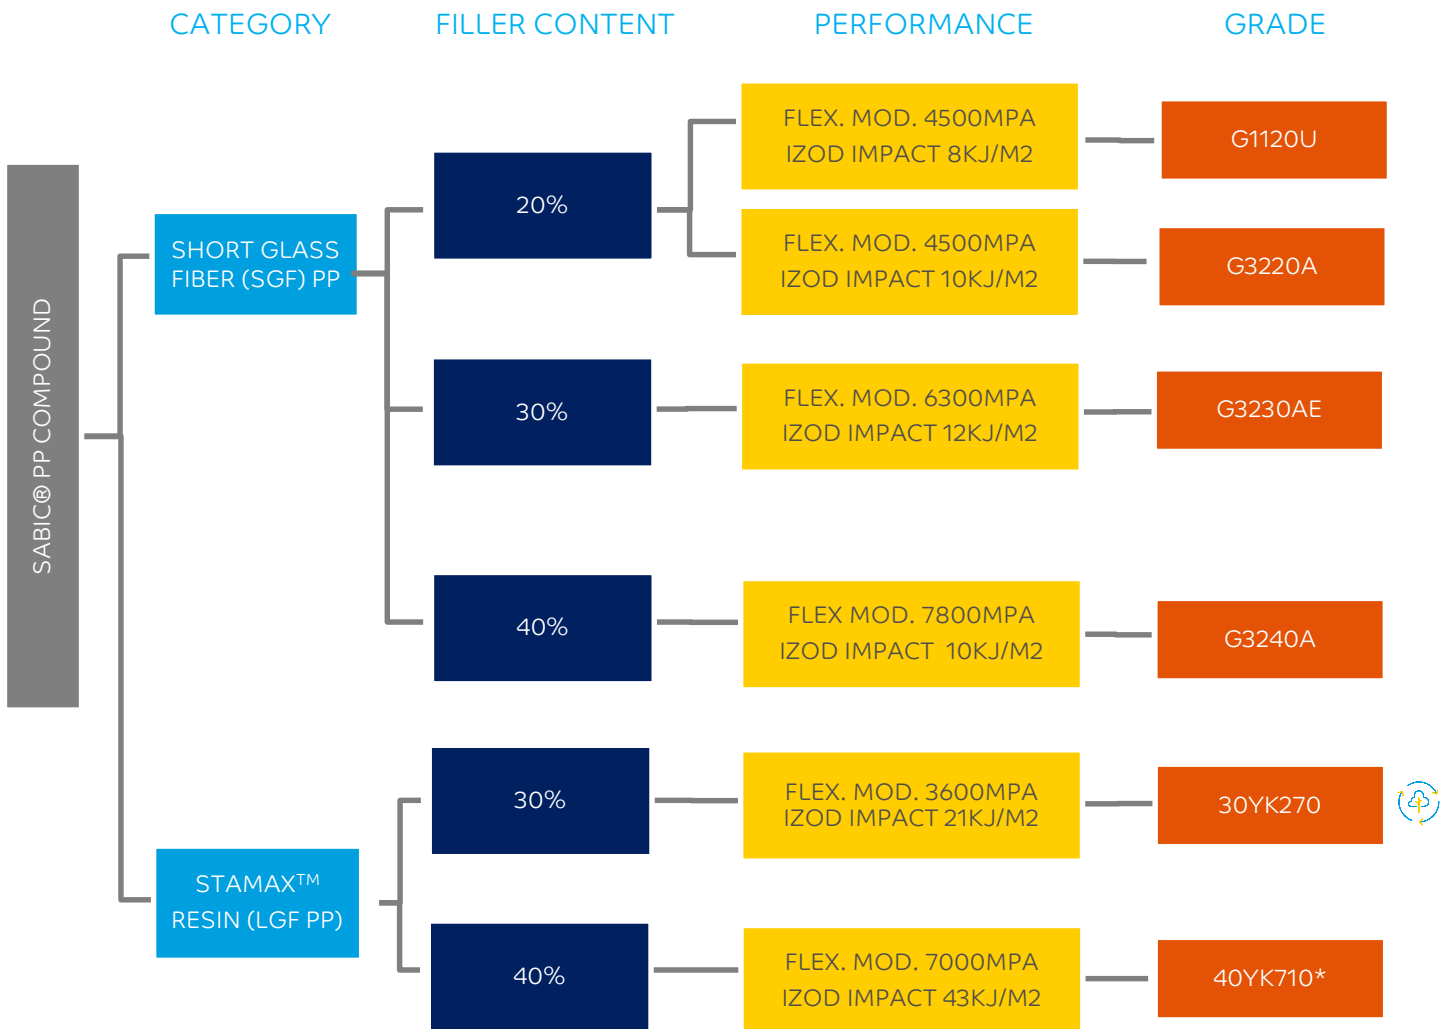 CATEGORY
FILLER CONTENT
PERFORMANCE
GRADE
SABIC® PP COMPOUND
SHORT GLASS
FIBER (SGF) PP
20%
FLEX. MOD. 4500MPA
IZOD IMPACT 8KJ/M2
G1120U
FLEX. MOD. 4500MPA
IZOD IMPACT 10KJ/M2
G3220A
30%
FLEX. MOD. 6300MPA
IZOD IMPACT 12KJ/M2
G3230AE
40%
FLEX MOD. 7800MPA
IZOD IMPACT  10KJ/M2
G3240A
STAMAX™
RESIN (LGF PP)
30%
FLEX. MOD. 3600MPA
IZOD IMPACT 21KJ/M2
30YK270
40%
FLEX. MOD. 7000MPA
IZOD IMPACT 43KJ/M2
40YK710*